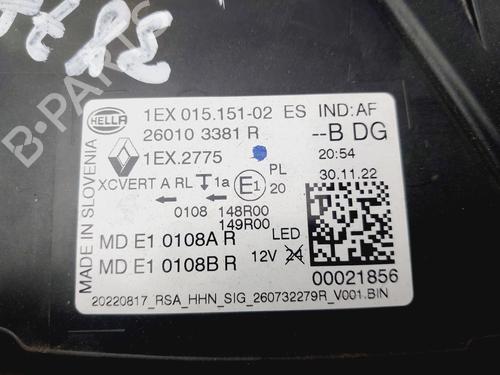 B-PARTS
HELLA
1EX 015.151-02 ES IND:AF
26010 3381 R --B DG
1EX.2775 20:54
XCVERT A RL 1a E1 PL 20 30.11.22
0108 148R00
149R00
MD E1 0108A R LED
MD E1 0108B R 12V 24
00021856
20220817_RSA_HHN_SIG_260732279R_V001.BIN
MADE IN SLOVENIA